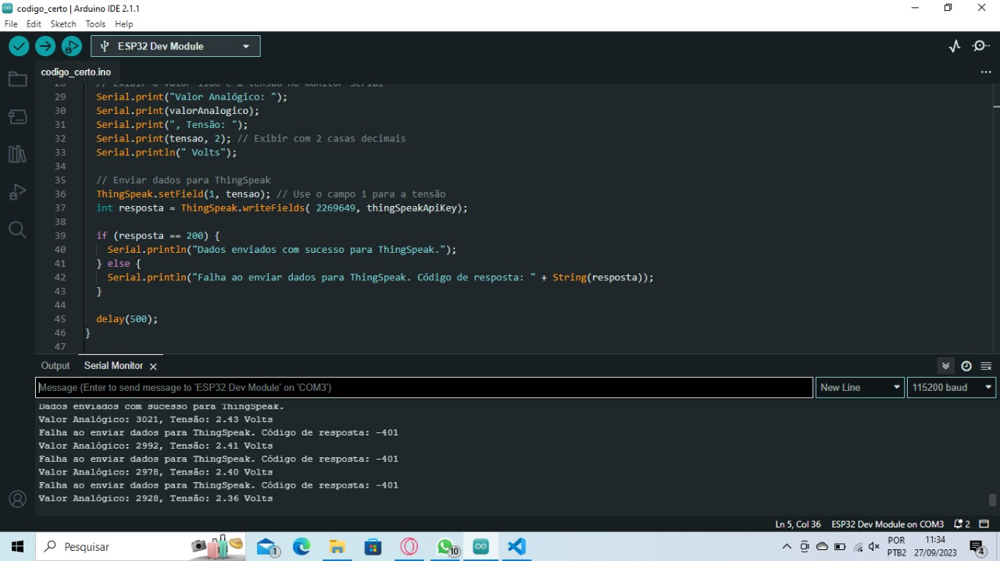 codigo_certo | Arduino IDE 2.1.1
File Edit Sketch Tools Help
ESP32 Dev Module
codigo_certo.ino
28 // Exibir o valor lido e a tensão no monitor serial
29 Serial.print("Valor Analógico: ");
30 Serial.print(valorAnalogico);
31 Serial.print(", Tensão: ");
32 Serial.print(tensao, 2); // Exibir com 2 casas decimais
33 Serial.println(" Volts");
34
35 // Enviar dados para ThingSpeak
36 ThingSpeak.setField(1, tensao); // Use o campo 1 para a tensão
37 int resposta = ThingSpeak.writeFields( 2269649, thingSpeakApiKey);
38
39 if (resposta == 200) {
40 Serial.println("Dados enviados com sucesso para ThingSpeak.");
41 } else {
42 Serial.println("Falha ao enviar dados para ThingSpeak. Código de resposta: " + String(resposta));
43 }
44
45 delay(500);
46 }
47
Output Serial Monitor
Message (Enter to send message to 'ESP32 Dev Module' on 'COM3') New Line 115200 baud
Dados enviados com sucesso para ThingSpeak.
Valor Analógico: 3021, Tensão: 2.43 Volts
Falha ao enviar dados para ThingSpeak. Código de resposta: -401
Valor Analógico: 2992, Tensão: 2.41 Volts
Falha ao enviar dados para ThingSpeak. Código de resposta: -401
Valor Analógico: 2978, Tensão: 2.40 Volts
Falha ao enviar dados para ThingSpeak. Código de resposta: -401
Valor Analógico: 2928, Tensão: 2.36 Volts
Ln 5, Col 36 ESP32 Dev Module on COM3 2
Pesquisar 1 10 POR 11:34 4
PTB2 27/09/2023